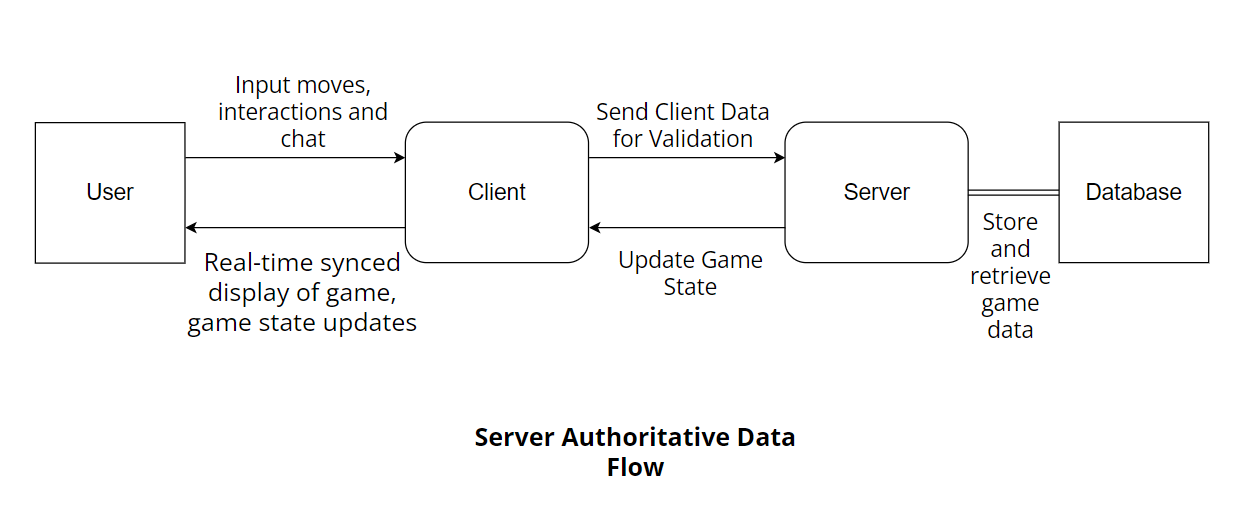 Input moves,
interactions and
chat
Send Client Data
for Validation
User
Client
Server
Database
Real-time synced
display of game,
game state updates
Update Game
State
Store
and
retrieve
game
data
Server Authoritative Data
Flow